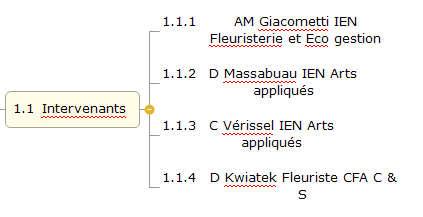 1.1 Intervenants
1.1.1 AM Giacometti IEN
Fleuristerie et Eco gestion
1.1.2 D Massabuau IEN Arts
appliqués
1.1.3 C Vérissel IEN Arts
appliqués
1.1.4 D Kwiatek Fleuriste CFA C &
S